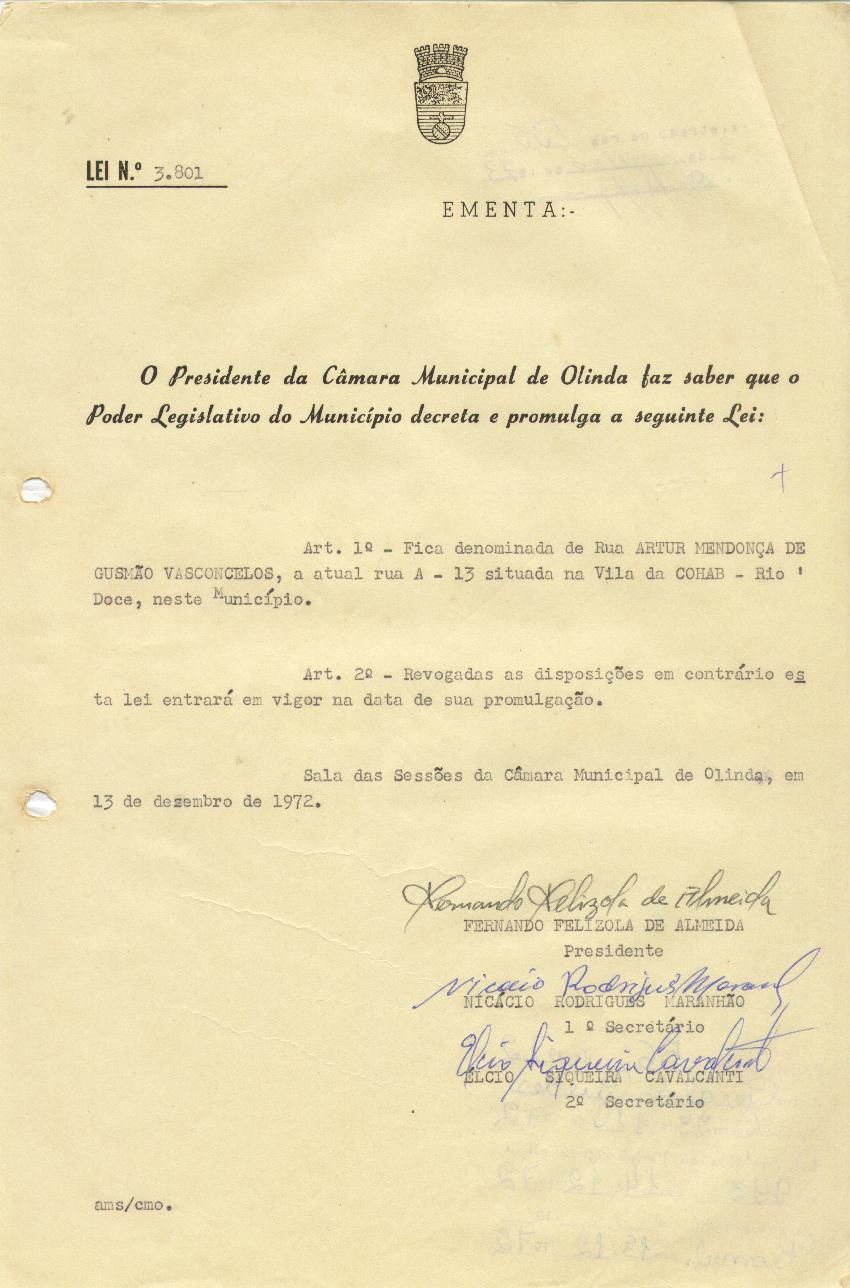 LEI N.º 3.801
EMENTA:-
O Presidente da Câmara Municipal de Olinda faz saber que o
Poder Legislativo do Município decreta e promulga a seguinte Lei:
Art. 1º - Fica denominada de Rua ARTUR MENDONÇA DE
GUSMÃO VASCONCELOS, a atual rua A - 13 situada na Vila da COHAB - Rio '
Doce, neste Município.
Art. 2º - Revogadas as disposições em contrário es
ta lei entrará em vigor na data de sua promulgação.
Sala das Sessões da Câmara Municipal de Olinda, em
13 de dezembro de 1972.
Fernando Felizola de Almeida
FERNANDO FELIZOLA DE ALMEIDA
Presidente
Nicácio Rodrigues Maranhão
NICÁCIO RODRIGUES MARANHÃO
1 º Secretário
Elcio Siqueira Cavalcanti
ÉLCIO SIQUEIRA CAVALCANTI
2º Secretário
ams/cmo.